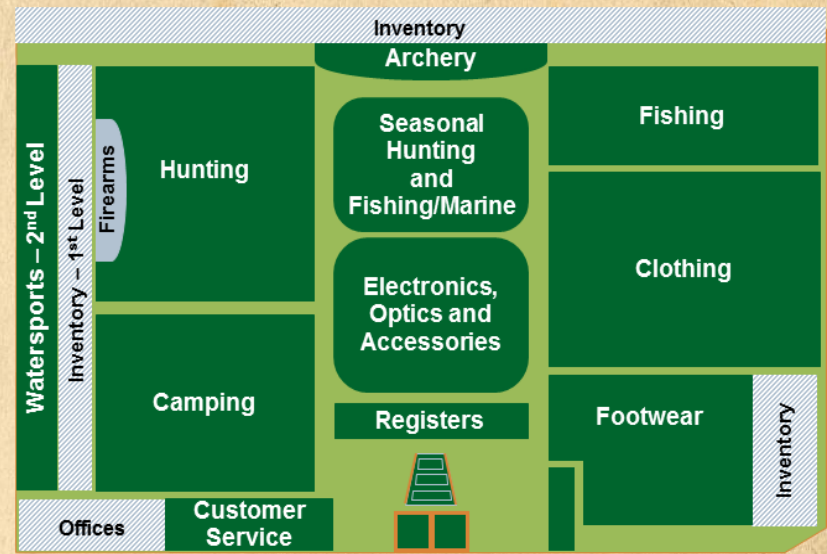 Inventory
Archery
Watersports – 2nd Level
Inventory – 1st Level
Firearms
Hunting
Seasonal
Hunting
and
Fishing/Marine
Fishing
Clothing
Electronics,
Optics and
Accessories
Camping
Registers
Footwear
Inventory
Offices
Customer
Service